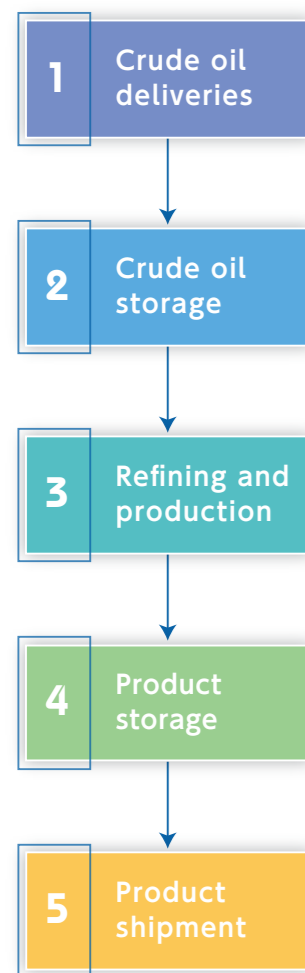 1
Crude oil
deliveries
2
Crude oil
storage
3
Refining and
production
4
Product
storage
5
Product
shipment